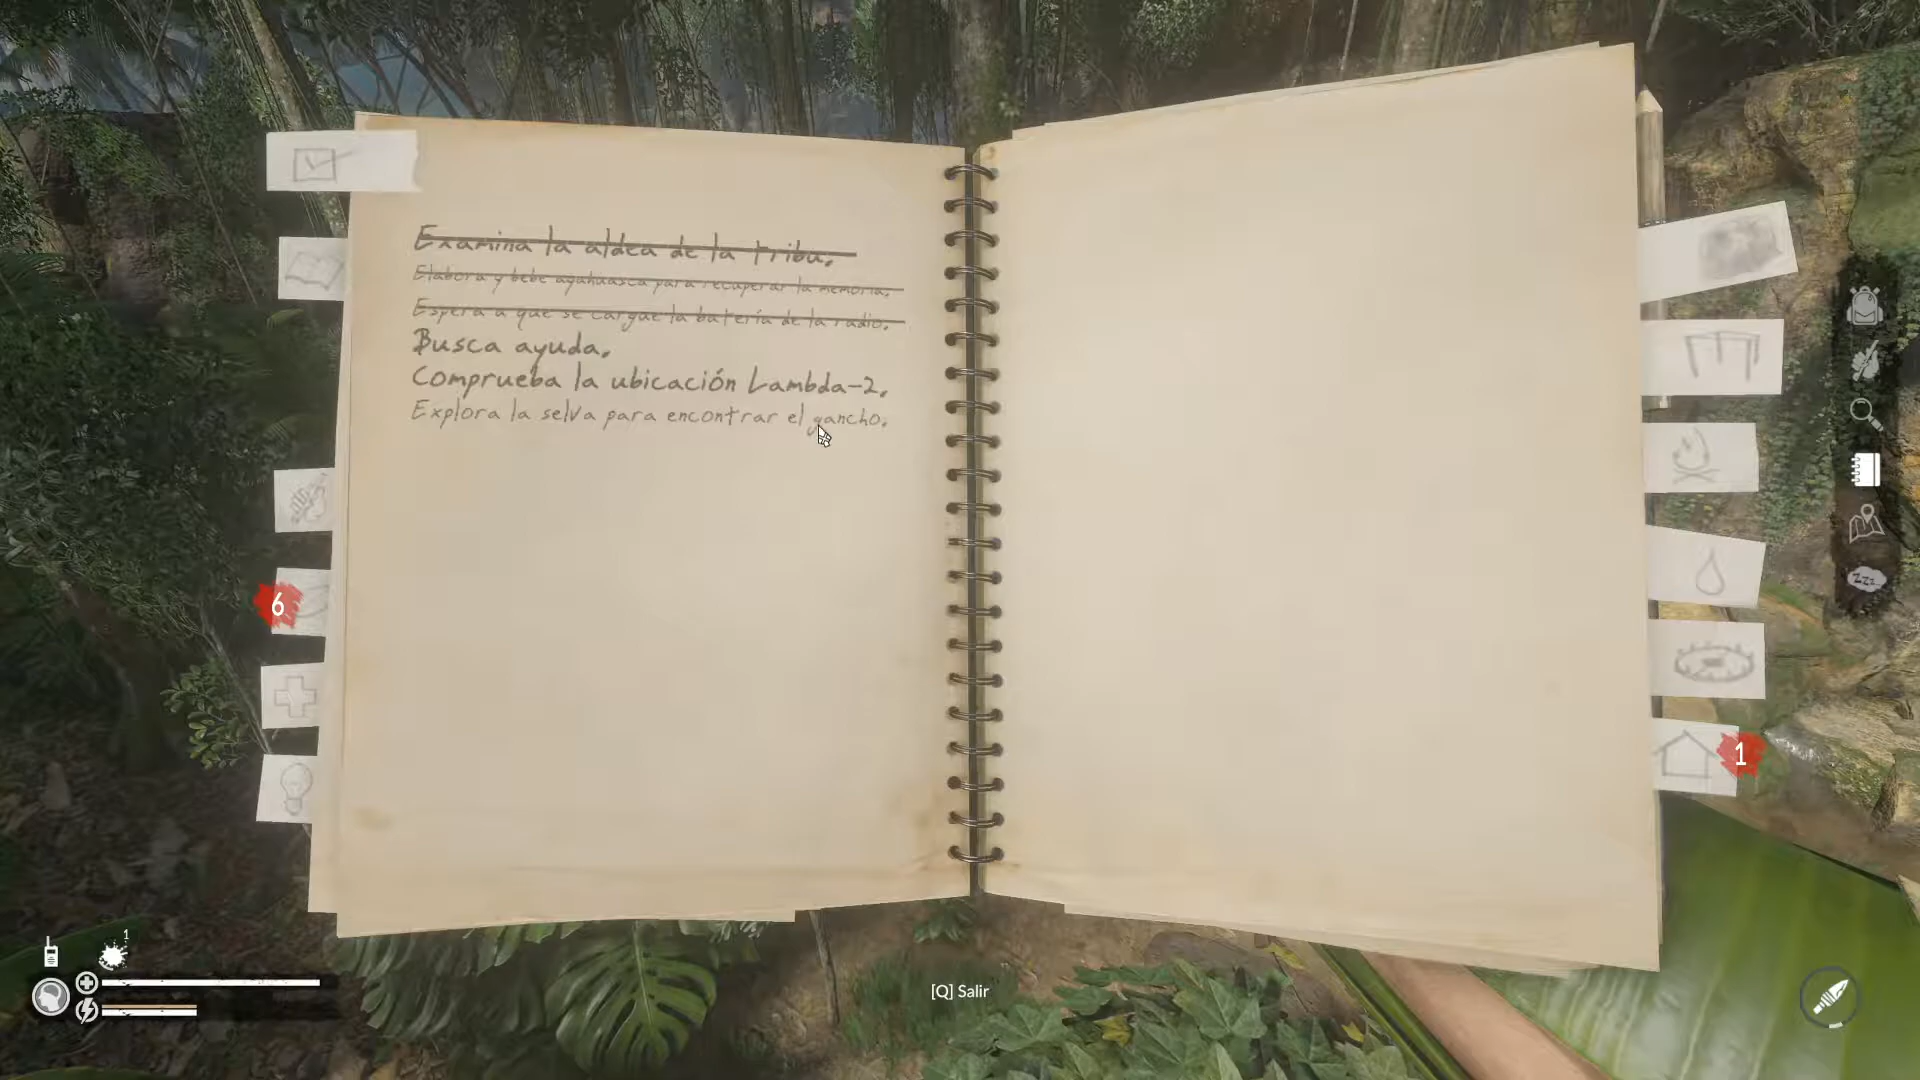 Examina la aldea de la tribu.
Elabora y bebe ayahuasca para recuperar la memoria.
Espera a que se cargue la batería de la radio.
Busca ayuda.
Comprueba la ubicación Lambda-2.
Explora la selva para encontrar el gancho.
6
1
zzz
1
[Q] Salir